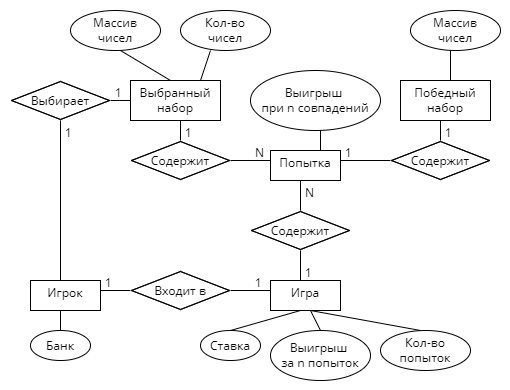 Массив
чисел
Кол-во
чисел
Массив
чисел
Выбирает
1
Выбранный
набор
Выигрыш
при n совпадений
Победный
набор
1
1
1
Содержит
N
Попытка
1
Содержит
N
Содержит
1
Игрок
1
Входит в
1
Игра
Банк
Ставка
Выигрыш
за n попыток
Кол-во
попыток